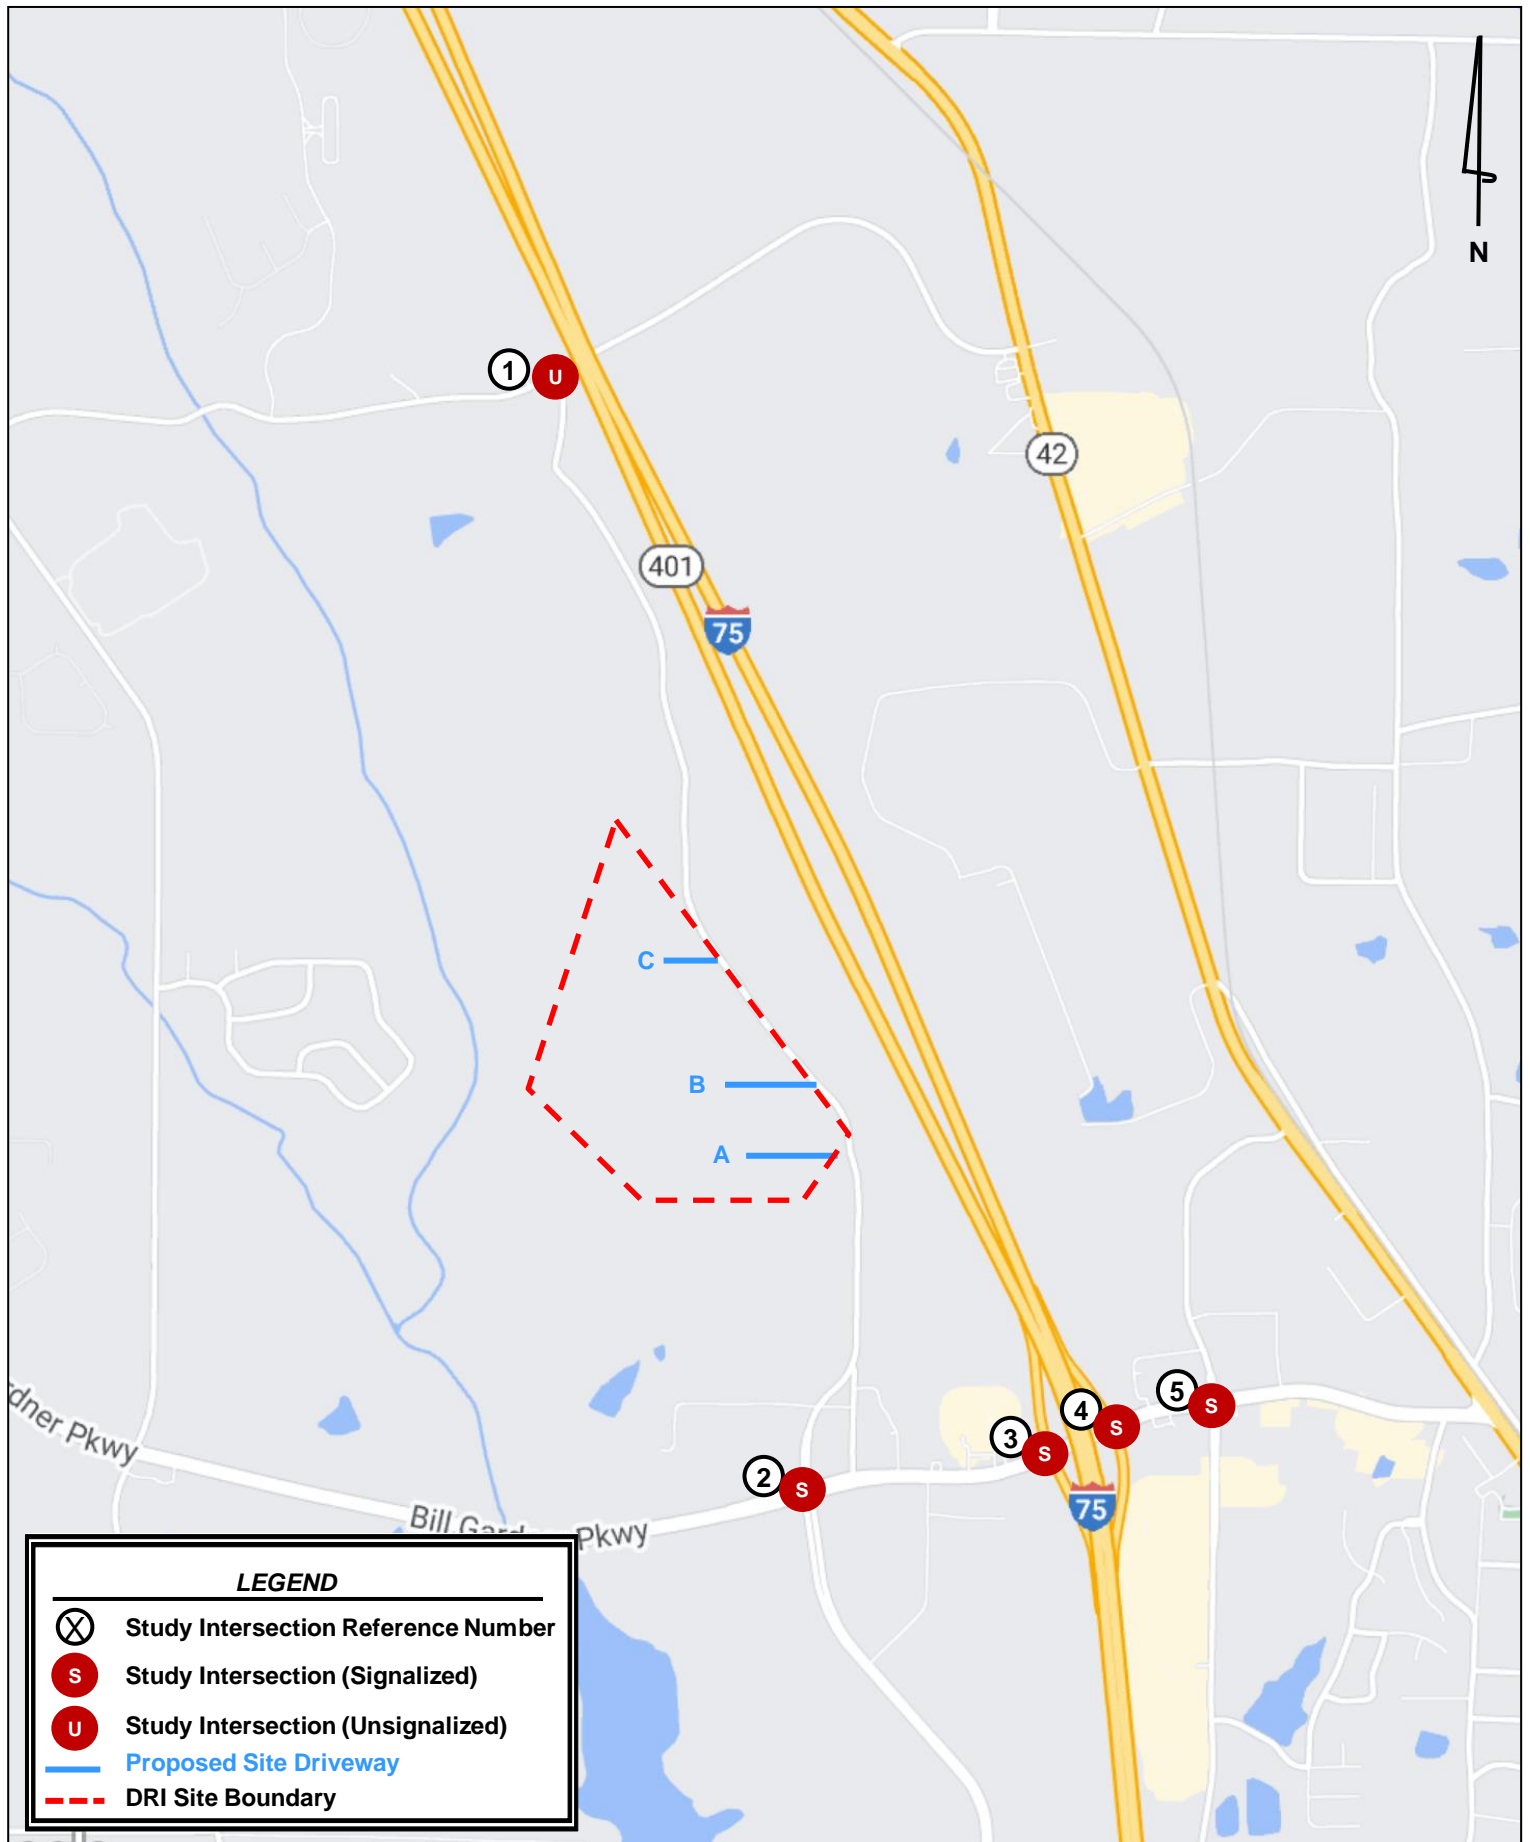 N
1
U
42
401
75
C
B
A
5
S
4
S
3
S
2
S
75
rdner Pkwy
Pkwy
LEGEND
X Study Intersection Reference Number
S Study Intersection (Signalized)
U Study Intersection (Unsignalized)
Proposed Site Driveway
DRI Site Boundary